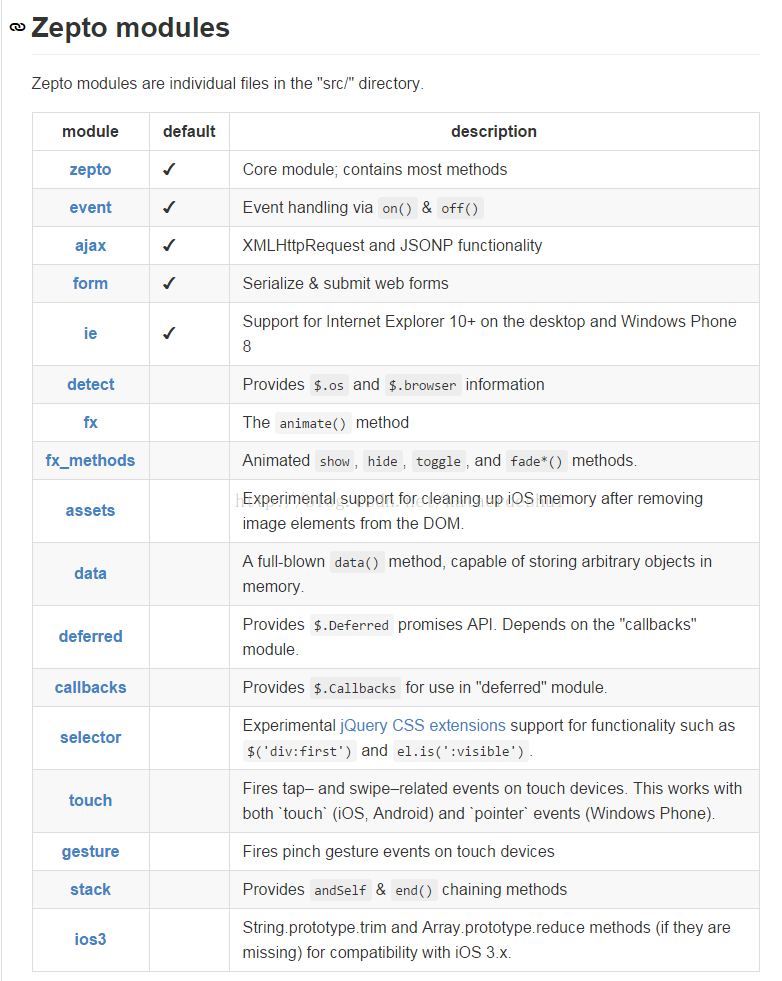 Zepto modules
Zepto modules are individual files in the "src/" directory.
module default description
zepto ✓ Core module; contains most methods
event ✓ Event handling via on() & off()
ajax ✓ XMLHttpRequest and JSONP functionality
form ✓ Serialize & submit web forms
ie ✓ Support for Internet Explorer 10+ on the desktop and Windows Phone
8
detect Provides $.os and $.browser information
fx The animate() method
fx_methods Animated show, hide, toggle, and fade*() methods.
assets Experimental support for cleaning up iOS memory after removing
image elements from the DOM.
data A full-blown data() method, capable of storing arbitrary objects in
memory.
deferred Provides $.Deferred promises API. Depends on the "callbacks"
module.
callbacks Provides $.Callbacks for use in "deferred" module.
selector Experimental jQuery CSS extensions support for functionality such as
$('div:first') and el.is(':visible').
touch Fires tap– and swipe–related events on touch devices. This works with
both `touch` (iOS, Android) and `pointer` events (Windows Phone).
gesture Fires pinch gesture events on touch devices
stack Provides andSelf & end() chaining methods
ios3 String.prototype.trim and Array.prototype.reduce methods (if they are
missing) for compatibility with iOS 3.x.